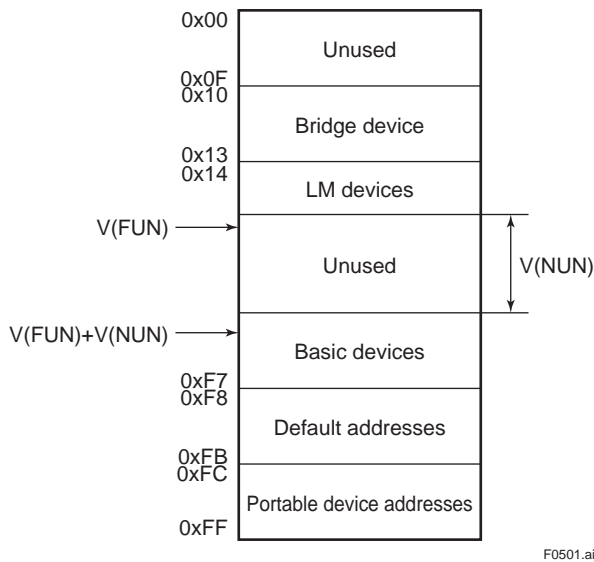 0x00
Unused
0x0F
0x10
Bridge device
0x13
0x14
LM devices
V(FUN)
Unused
V(NUN)
V(FUN)+V(NUN)
Basic devices
0xF7
0xF8
Default addresses
0xFB
0xFC
Portable device addresses
0xFF
F0501.ai